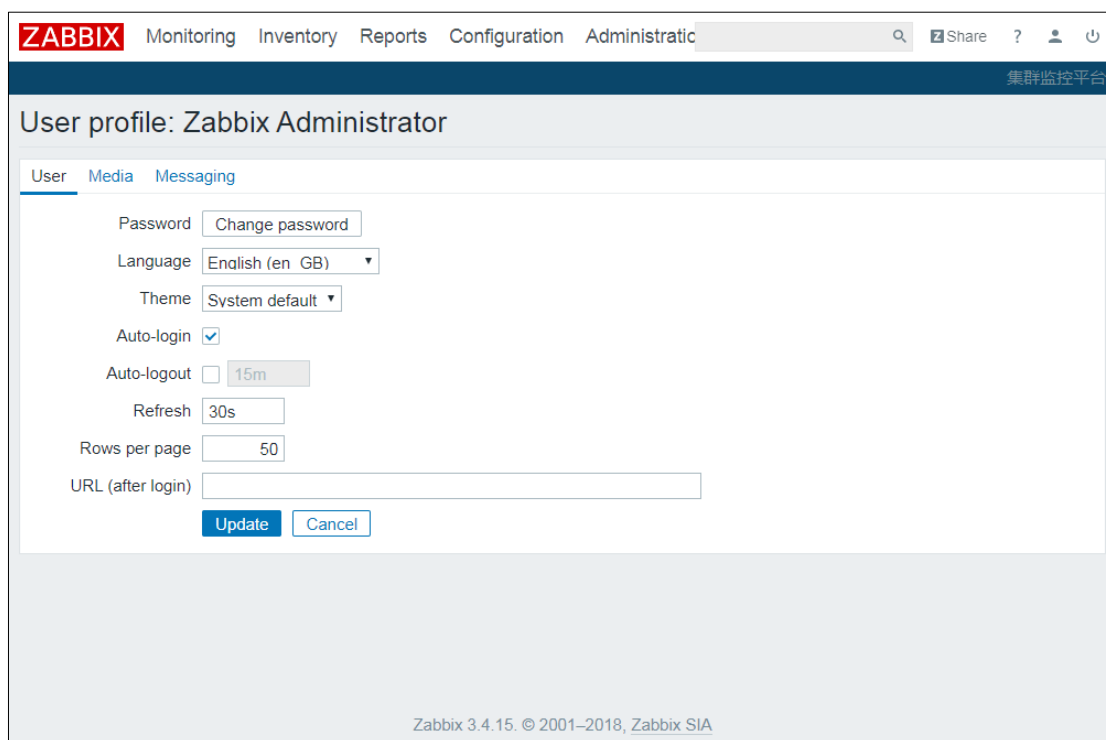 ZABBIX Monitoring Inventory Reports Configuration Administratic Share ?
集群监控平台
User profile: Zabbix Administrator
User Media Messaging
Password Change password
Language English (en_GB)
Theme System default
Auto-login
Auto-logout 15m
Refresh 30s
Rows per page 50
URL (after login)
Update Cancel
Zabbix 3.4.15. © 2001–2018, Zabbix SIA